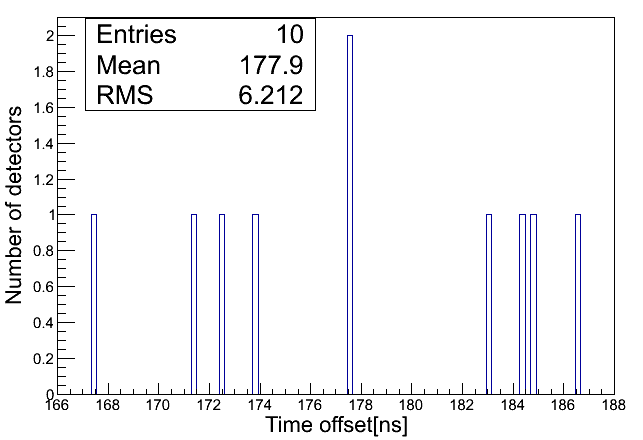 Entries 10
Mean 177.9
RMS 6.212
Number of detectors
2
1.8
1.6
1.4
1.2
1
0.8
0.6
0.4
0.2
0
166 168 170 172 174 176 178 180 182 184 186 188
Time offset[ns]